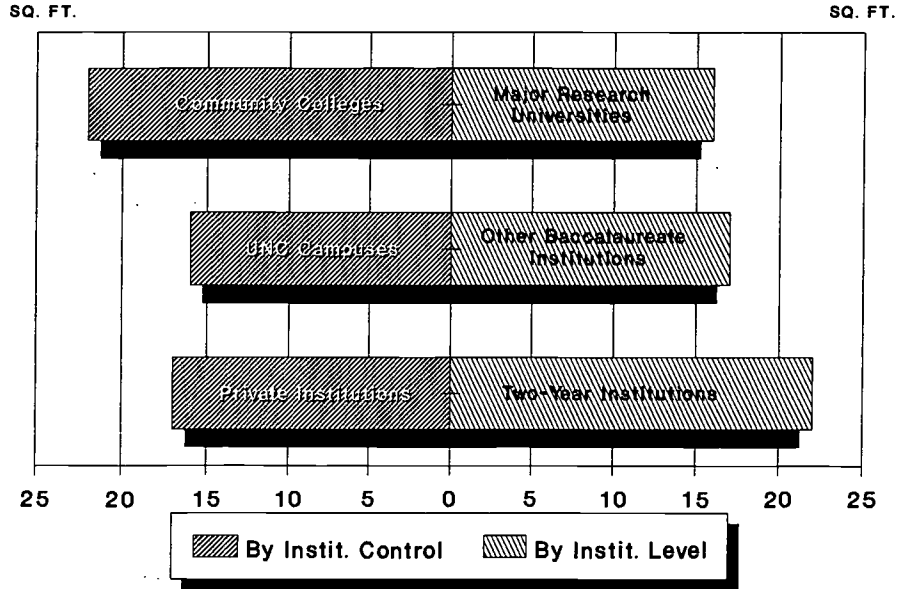 SQ. FT.
SQ. FT.
Community Colleges
Major Research
Universities
UNC Campuses
Other Baccalaureate
Institutions
Private Institutions
Two-Year Institutions
25 20 15 10 5 0 5 10 15 20 25
By Instit. Control
By Instit. Level